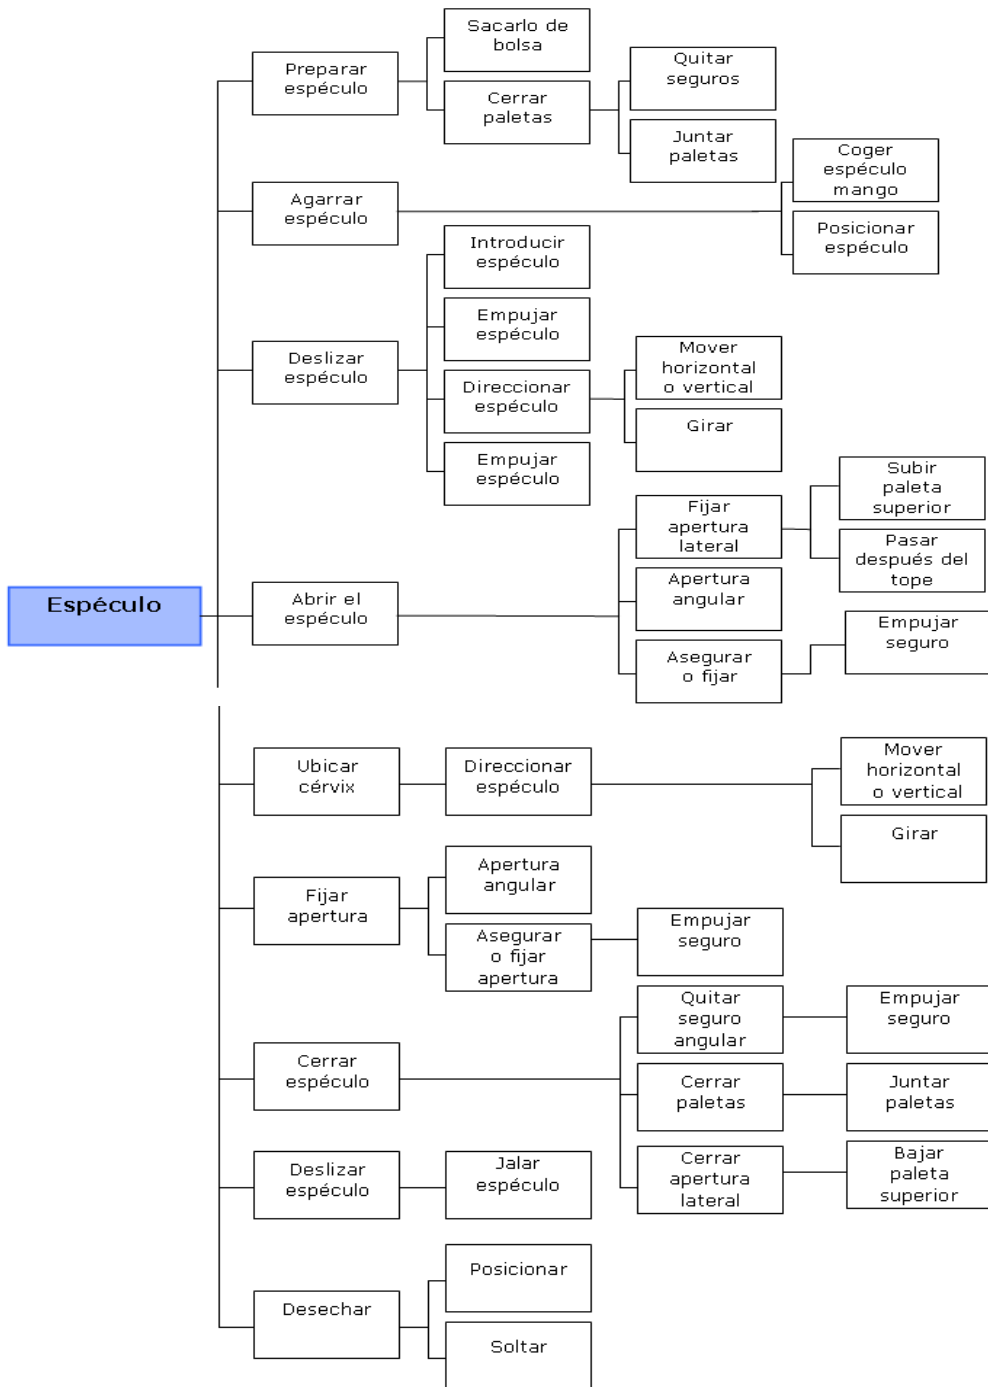 Sacarlo de
bolsa
Preparar
espéculo
Cerrar
paletas
Quitar
seguros
Juntar
paletas
Agarrar
espéculo
Coger
espéculo
mango
Posicionar
espéculo
Deslizar
espéculo
Introducir
espéculo
Empujar
espéculo
Direccionar
espéculo
Mover
horizontal
o vertical
Girar
Empujar
espéculo
Espéculo
Abrir el
espéculo
Fijar
apertura
lateral
Subir
paleta
superior
Pasar
después del
tope
Apertura
angular
Asegurar
o fijar
Empujar
seguro
Ubicar
cérvix
Direccionar
espéculo
Mover
horizontal
o vertical
Girar
Fijar
apertura
Apertura
angular
Asegurar
o fijar
apertura
Empujar
seguro
Cerrar
espéculo
Quitar
seguro
angular
Empujar
seguro
Cerrar
paletas
Juntar
paletas
Cerrar
apertura
lateral
Bajar
paleta
superior
Deslizar
espéculo
Jalar
espéculo
Desechar
Posicionar
Soltar